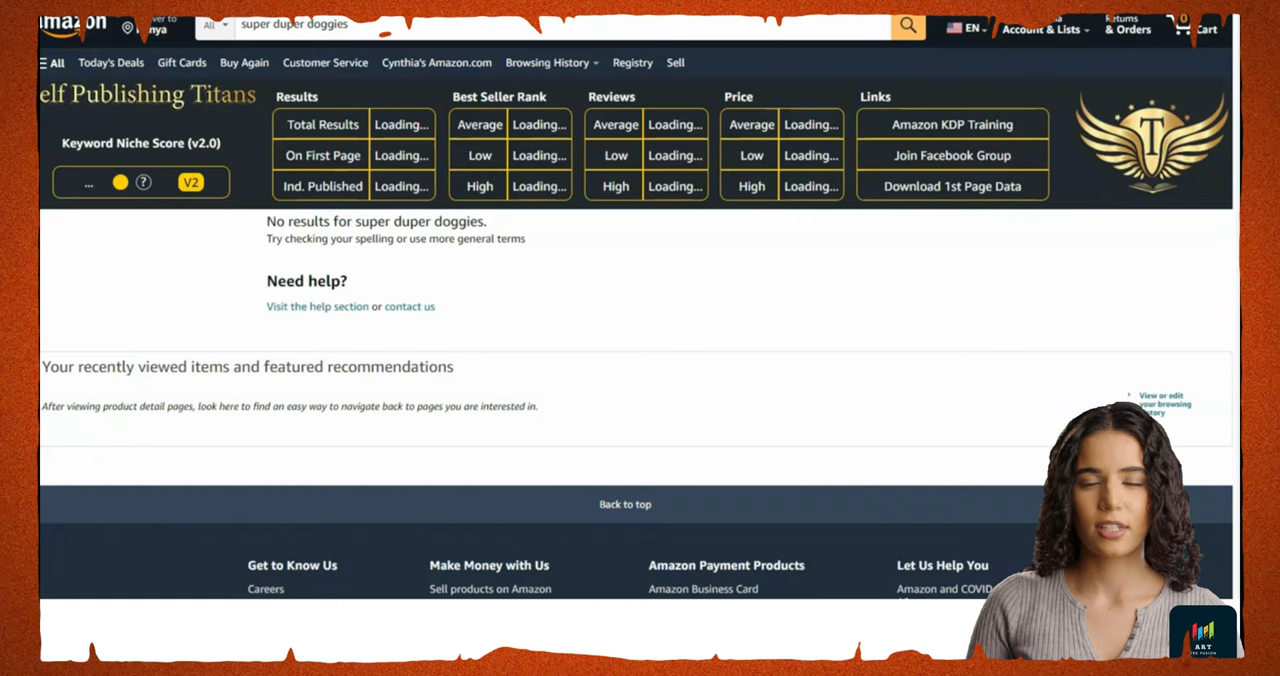 amazon
All super duper doggies
EN
Account & Lists
Returns
& Orders
0
Cart
All Today's Deals Gift Cards Buy Again Customer Service Cynthia's Amazon.com Browsing History Registry Sell
elf Publishing Titans
Keyword Niche Score (v2.0)
... ? V2
Results
Total Results Loading...
On First Page Loading...
Ind. Published Loading...
Best Seller Rank
Average Loading...
Low Loading...
High Loading...
Reviews
Average Loading...
Low Loading...
High Loading...
Price
Average Loading...
Low Loading...
High Loading...
Links
Amazon KDP Training
Join Facebook Group
Download 1st Page Data
T
No results for super duper doggies.
Try checking your spelling or use more general terms
Need help?
Visit the help section or contact us
Your recently viewed items and featured recommendations
After viewing product detail pages, look here to find an easy way to navigate back to pages you are interested in.
View or edit
your browsing
Back to top
Get to Know Us
Careers
Make Money with Us
Sell products on Amazon
Amazon Payment Products
Amazon Business Card
Let Us Help You
Amazon and COVID
ART